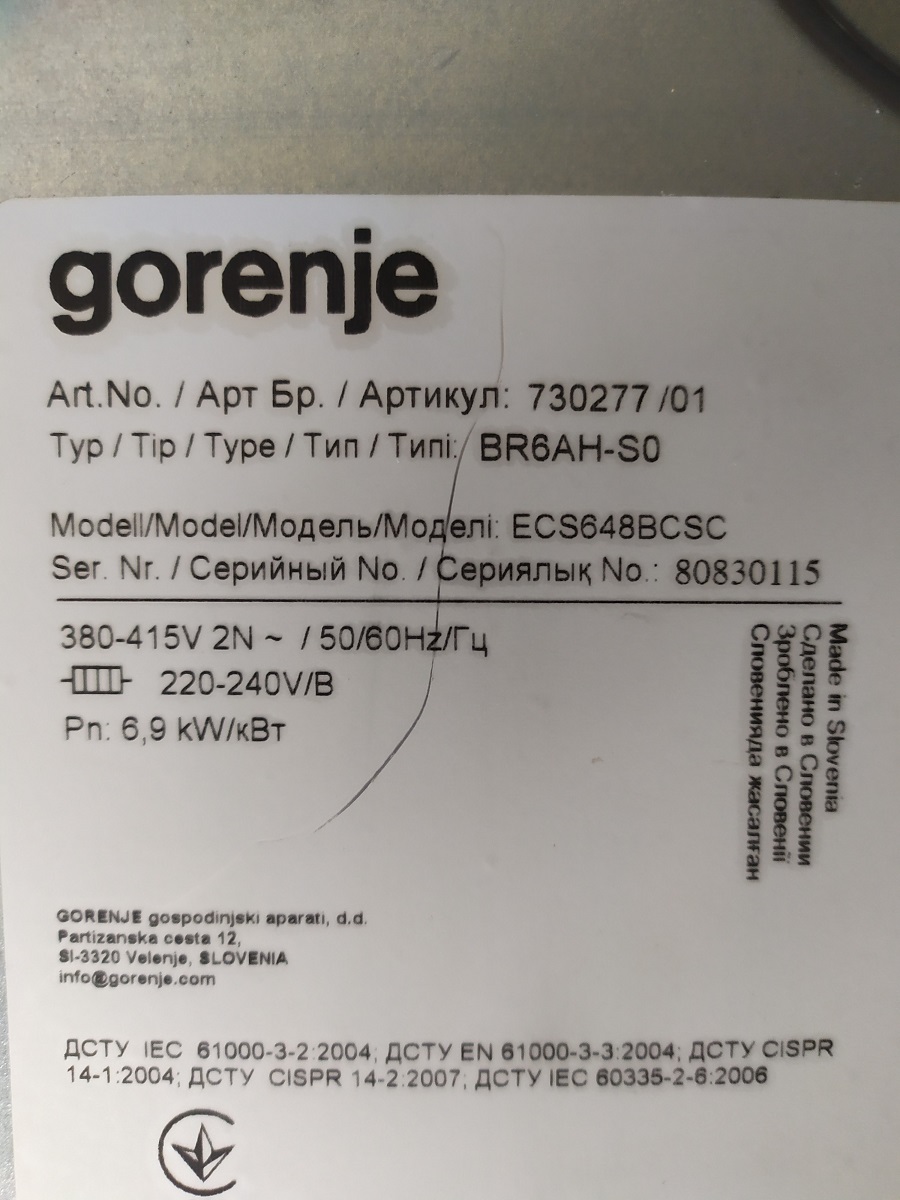 gorenje
Art.No. / Арт Бр. / Артикул: 730277 /01
Typ / Tip / Type / Тип / Типі: BR6AH-S0
Modell/Model/Модель/Моделі: ECS648BCSC
Ser. Nr. / Серийный No. / Сериялық No.: 80830115
380-415V 2N ~ / 50/60Hz/Гц
220-240V/B
Pn: 6,9 kW/кВт
Made in Slovenia
Сделано в Словении
Зроблено в Словенії
Словенияда жасалған
GORENJE gospodinjski aparati, d.d.
Partizanska cesta 12,
SI-3320 Velenje, SLOVENIA
info@gorenje.com
ДСТУ IEC 61000-3-2:2004; ДСТУ EN 61000-3-3:2004; ДСТУ CISPR
14-1:2004; ДСТУ CISPR 14-2:2007; ДСТУ IEC 60335-2-6:2006